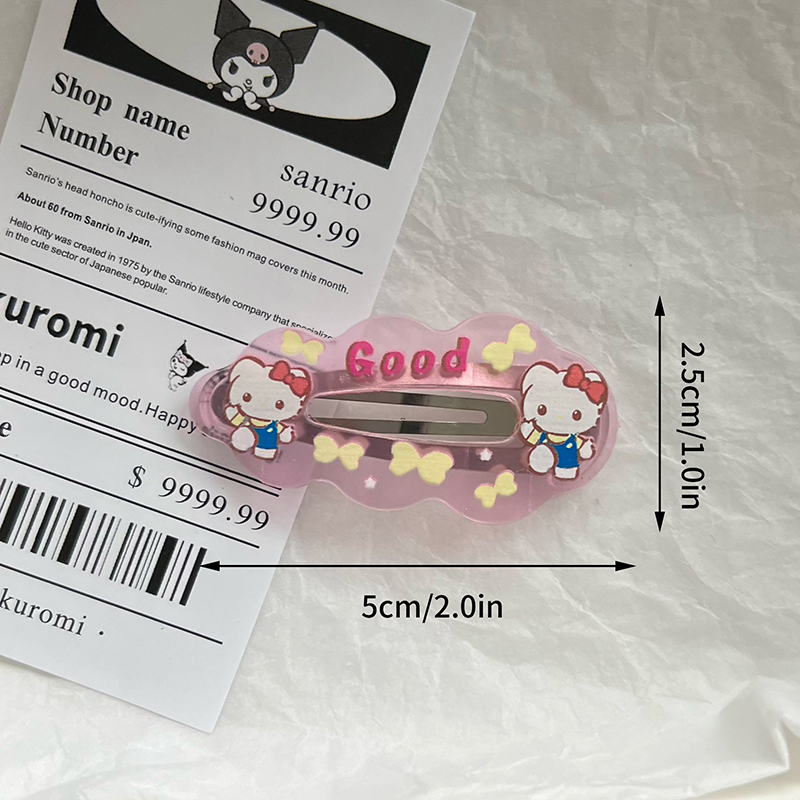 Shop name
Number
sanrio
9999.99
Sanrio's head honcho is cute-ifying some fashion mag covers this month.
About 60 from Sanrio in Jpan.
Hello Kitty was created in 1975 by the Sanrio lifestyle company that
in the cute sector of Japanese popular.
kuromi
in a good mood.Happy
$ 9999.99
kuromi .
Good
2.5cm/1.0in
5cm/2.0in